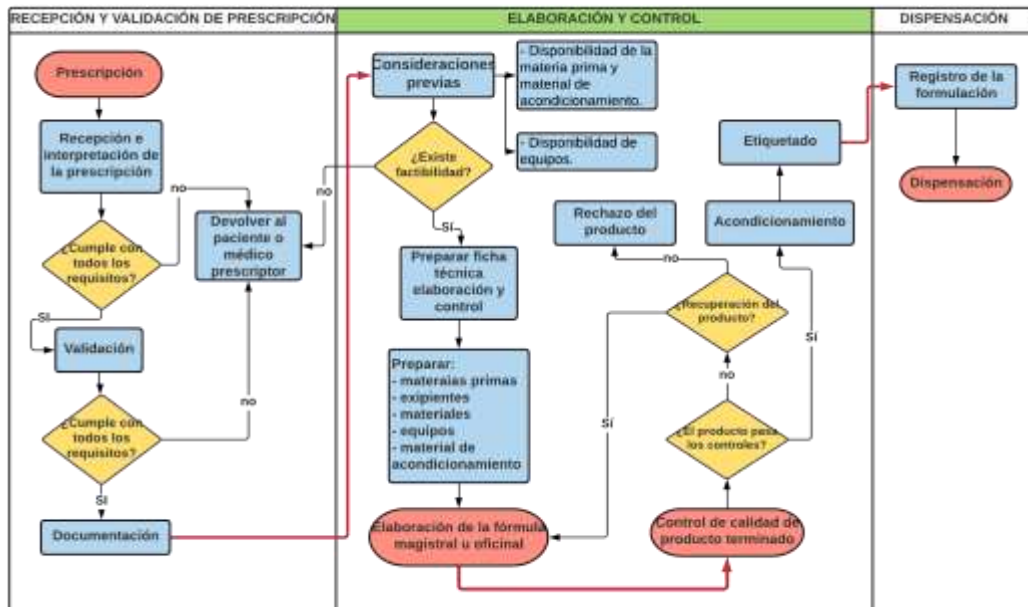 RECEPCIÓN Y VALIDACIÓN DE PRESCRIPCIÓN
Prescripción
Recepción e
interpretación de
la prescripción
no
¿Cumple con
todos los
requisitos?
Devolver al
paciente o
médico
prescriptor
Si
Validación
no
¿Cumple con
todos los
requisitos?
Si
Documentación
ELABORACIÓN Y CONTROL
Consideraciones
previas
- Disponibilidad de la
materia prima y
material de
acondicionamiento.
- Disponibilidad de
equipos.
¿Existe
factibilidad?
no
Sí
Preparar ficha
técnica
elaboración y
control
Preparar:
- materaias primas
- exipientes
- materiales
- equipos
- material de
acondicionamiento
Elaboración de la fórmula
magistral u oficinal
Control de calidad de
producto terminado
¿El producto pasa
los controles?
no
Sí
¿Recuperación del
producto?
no
Sí
Rechazo del
producto
Acondicionamiento
Etiquetado
DISPENSACIÓN
Registro de la
formulación
Dispensación